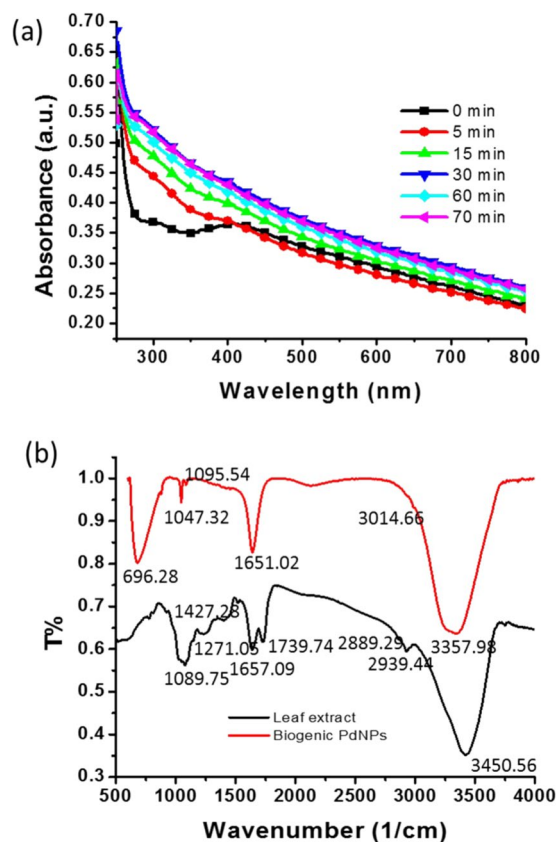 (a)
0.70
0.65
0.60
0.55
0.50
0.45
0.40
0.35
0.30
0.25
0.20
Absorbance (a.u.)
0 min
5 min
15 min
30 min
60 min
70 min
300 400 500 600 700 800
Wavelength (nm)
(b)
1.0
0.9
0.8
0.7
0.6
0.5
0.4
0.3
T%
1095.54
1047.32
3014.66
1651.02
696.28
1427.28
1271.05
1739.74
2889.29
3357.98
1657.09
2939.44
1089.75
Leaf extract
Biogenic PdNPs
3450.56
500 1000 1500 2000 2500 3000 3500 4000
Wavenumber (1/cm)